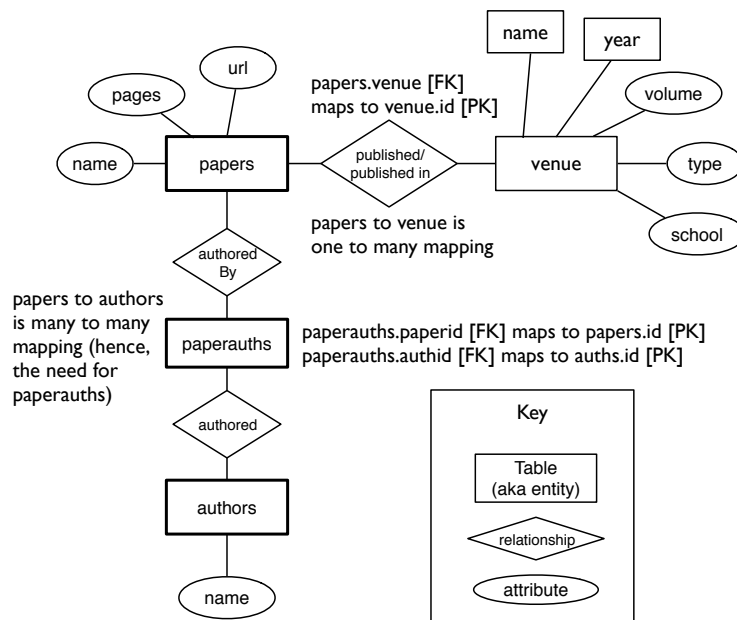 name
year
url
papers.venue [FK]
maps to venue.id [PK]
pages
volume
name
papers
published/
published in
venue
type
papers to venue is
one to many mapping
school
authored
By
papers to authors
is many to many
mapping (hence,
the need for
paperauths)
paperauths
paperauths.paperid [FK] maps to papers.id [PK]
paperauths.authid [FK] maps to auths.id [PK]
authored
authors
name
Key
Table
(aka entity)
relationship
attribute